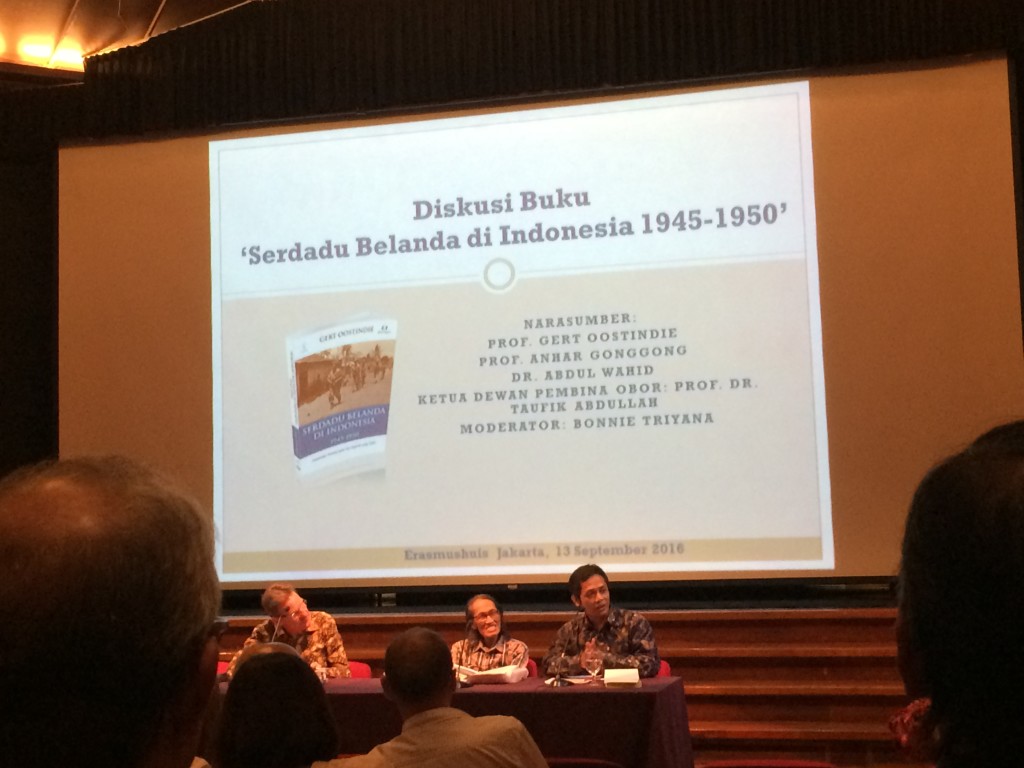 Diskusi Buku
‘Serdadu Belanda di Indonesia 1945-1950’
NARASUMBER:
PROF. GERT OOSTINDIE
PROF. ANHAR GONGGONG
DR. ABDUL WAHID
KETUA DEWAN PEMBINA OBOR: PROF. DR.
TAUFIK ABDULLAH
MODERATOR: BONNIE TRIYANA
GERT OOSTINDIE
SERDADU BELANDA
DI INDONESIA
1945-1950
Erasmushuis Jakarta, 13 September 2016